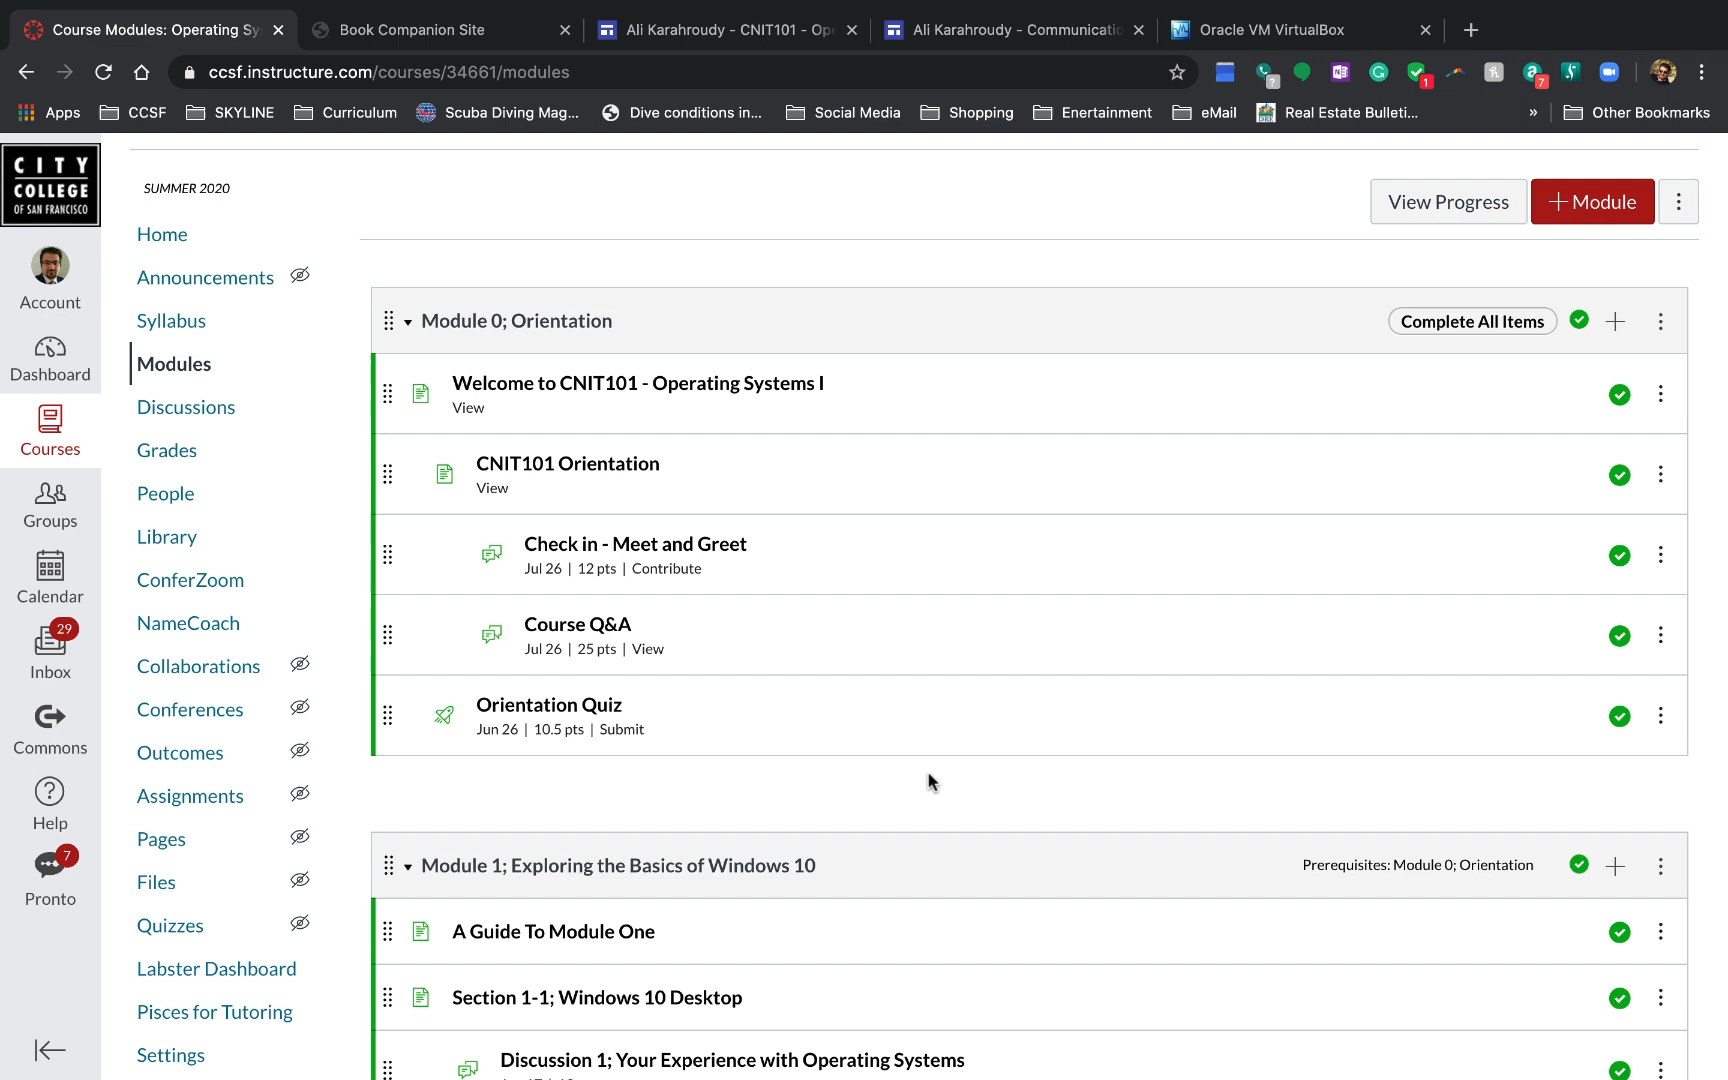 Course Modules: Operating Sy
Book Companion Site
Ali Karahroudy - CNIT101 - Ope
Ali Karahroudy - Communicatio
Oracle VM VirtualBox
ccsf.instructure.com/courses/34661/modules
? 1 7
Apps
CCSF
SKYLINE
Curriculum
Scuba Diving Mag...
Dive conditions in...
Social Media
Shopping
Enertainment
eMail
Real Estate Bulleti...
»
Other Bookmarks
CITY
COLLEGE
OF SAN FRANCISCO
Account
Dashboard
Courses
Groups
Calendar
29
Inbox
Commons
Help
7
Pronto
SUMMER 2020
Home
Announcements
Syllabus
Modules
Discussions
Grades
People
Library
ConferZoom
NameCoach
Collaborations
Conferences
Outcomes
Assignments
Pages
Files
Quizzes
Labster Dashboard
Pisces for Tutoring
Settings
View Progress
+ Module
Module 0; Orientation
Complete All Items
Welcome to CNIT101 - Operating Systems I
View
CNIT101 Orientation
View
Check in - Meet and Greet
Jul 26 | 12 pts | Contribute
Course Q&A
Jul 26 | 25 pts | View
Orientation Quiz
Jun 26 | 10.5 pts | Submit
Module 1; Exploring the Basics of Windows 10
Prerequisites: Module 0; Orientation
A Guide To Module One
Section 1-1; Windows 10 Desktop
Discussion 1; Your Experience with Operating Systems